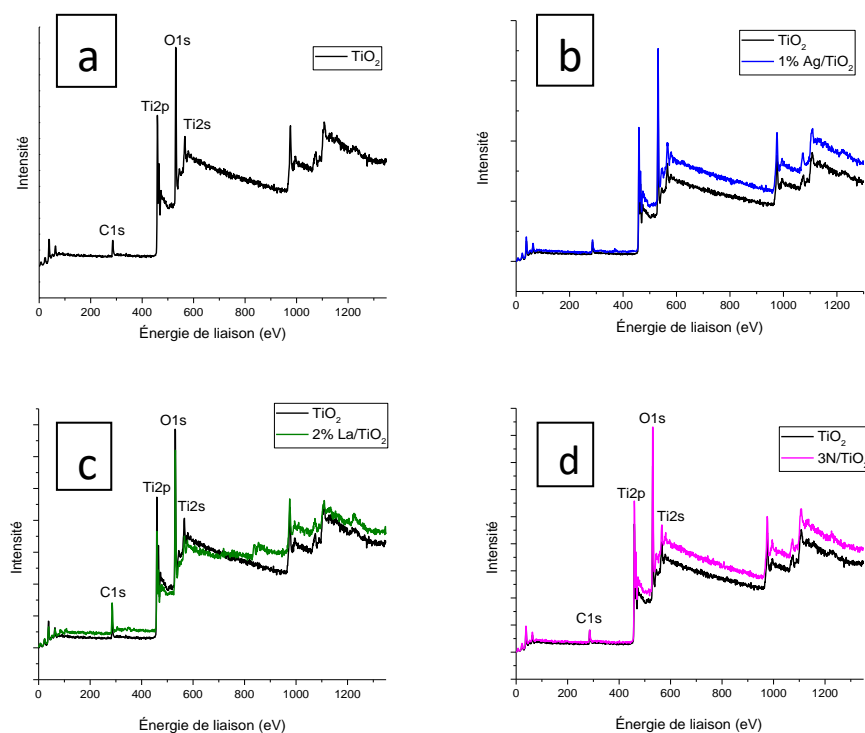 a
O1s
Ti2p
Ti2s
C1s
TiO2
Intensité
0 200 400 600 800 1000 1200
Énergie de liaison (eV)
b
TiO2
1% Ag/TiO2
Intensité
0 200 400 600 800 1000 1200
Énergie de liaison (eV)
c
O1s
Ti2p
Ti2s
C1s
TiO2
2% La/TiO2
Intensité
0 200 400 600 800 1000 1200
Énergie de liaison (eV)
d
O1s
Ti2p
Ti2s
C1s
TiO2
3N/TiO2
Intensité
0 200 400 600 800 1000 1200
Énergie de liaison (eV)